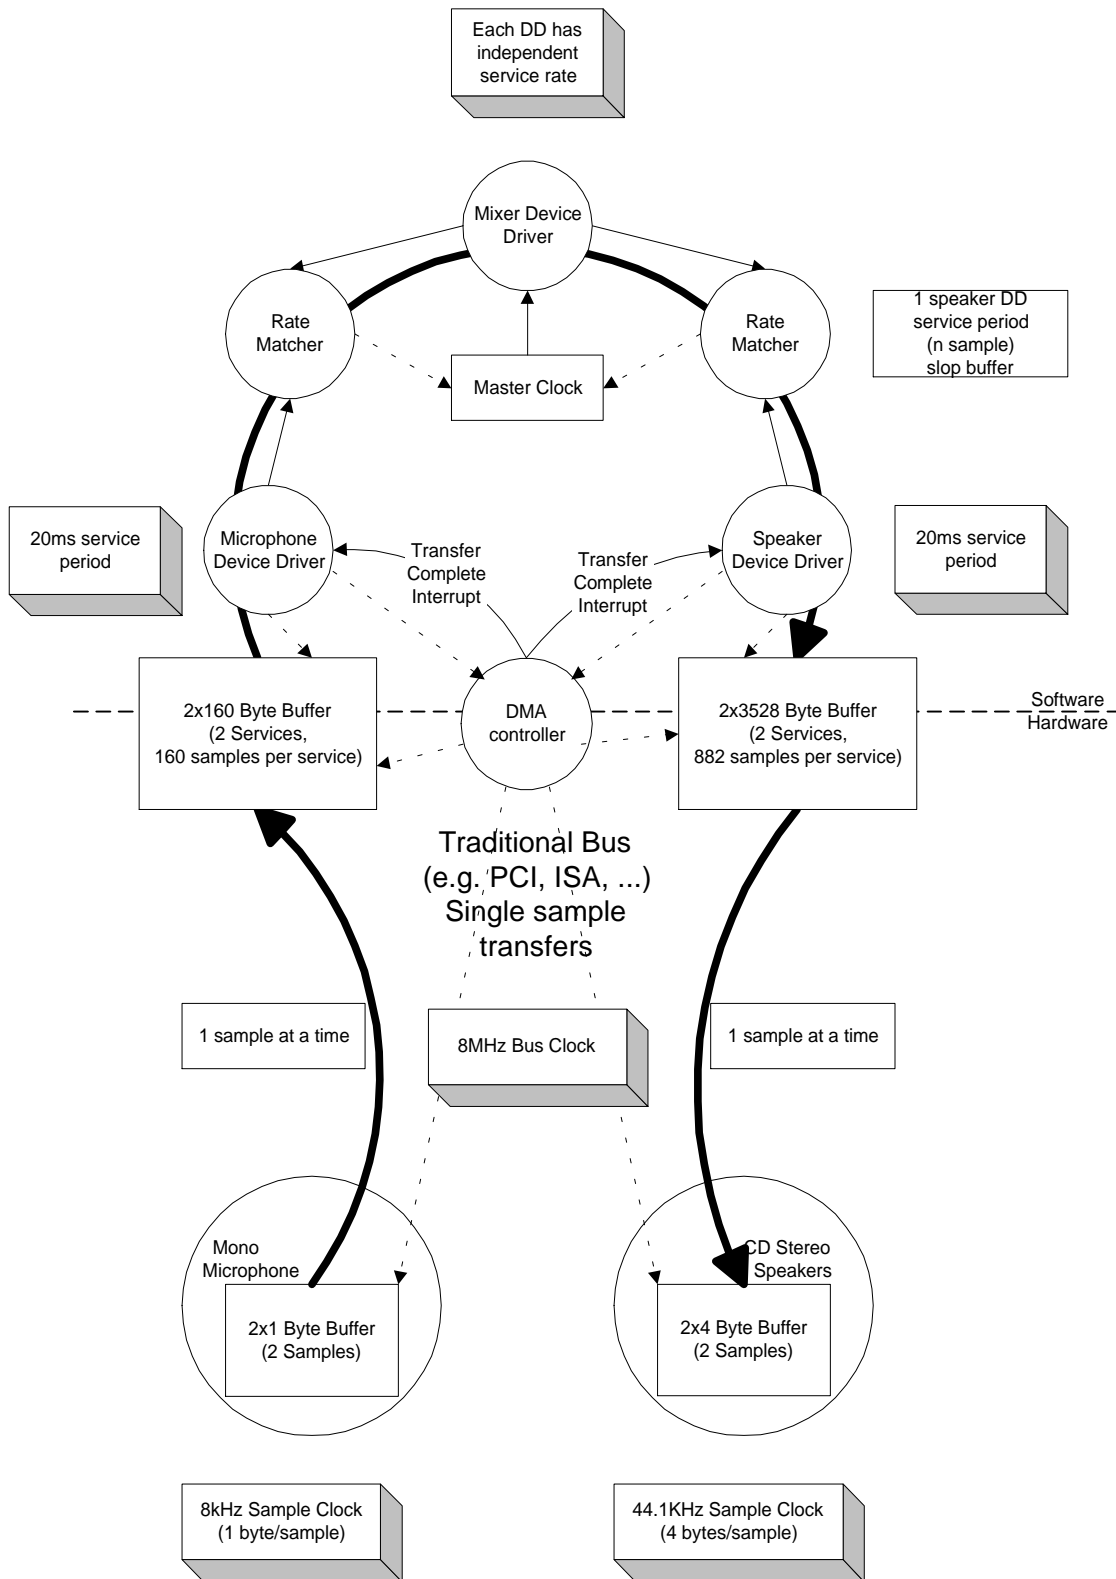 Each DD has
independent
service rate
Mixer Device
Driver
Rate
Matcher
Rate
Matcher
1 speaker DD
service period
(n sample)
slop buffer
Master Clock
20ms service
period
Microphone
Device Driver
Transfer
Complete
Interrupt
Transfer
Complete
Interrupt
Speaker
Device Driver
20ms service
period
2x160 Byte Buffer
(2 Services,
160 samples per service)
DMA
controller
2x3528 Byte Buffer
(2 Services,
882 samples per service)
Software
Hardware
Traditional Bus
(e.g. PCI, ISA, ...)
Single sample
transfers
1 sample at a time
8MHz Bus Clock
1 sample at a time
Mono
Microphone
CD Stereo
Speakers
2x1 Byte Buffer
(2 Samples)
2x4 Byte Buffer
(2 Samples)
8kHz Sample Clock
(1 byte/sample)
44.1KHz Sample Clock
(4 bytes/sample)